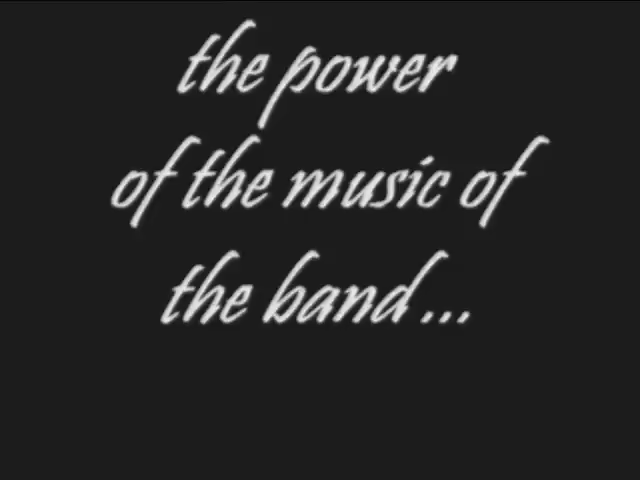 the power
of the music of
the band...